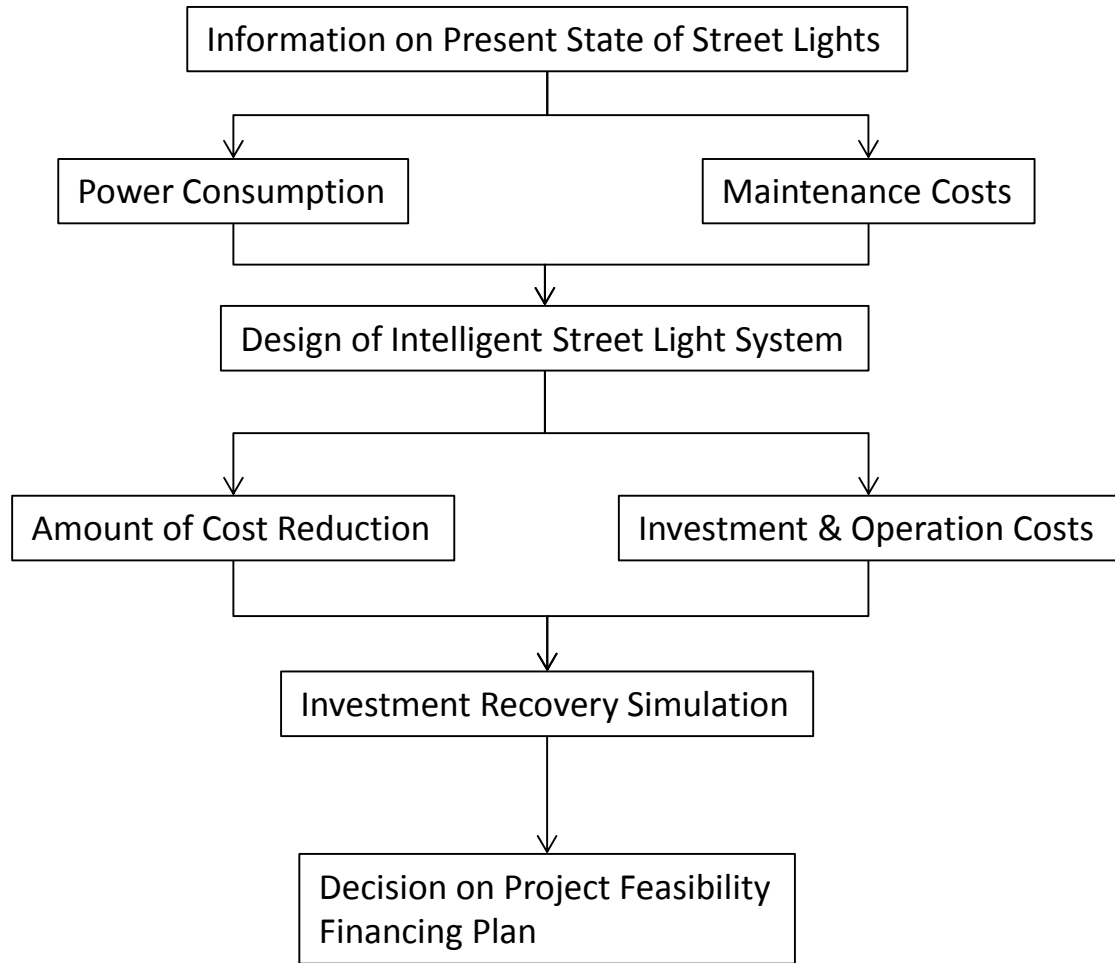 Information on Present State of Street Lights
Power Consumption
Maintenance Costs
Design of Intelligent Street Light System
Amount of Cost Reduction
Investment & Operation Costs
Investment Recovery Simulation
Decision on Project Feasibility
Financing Plan